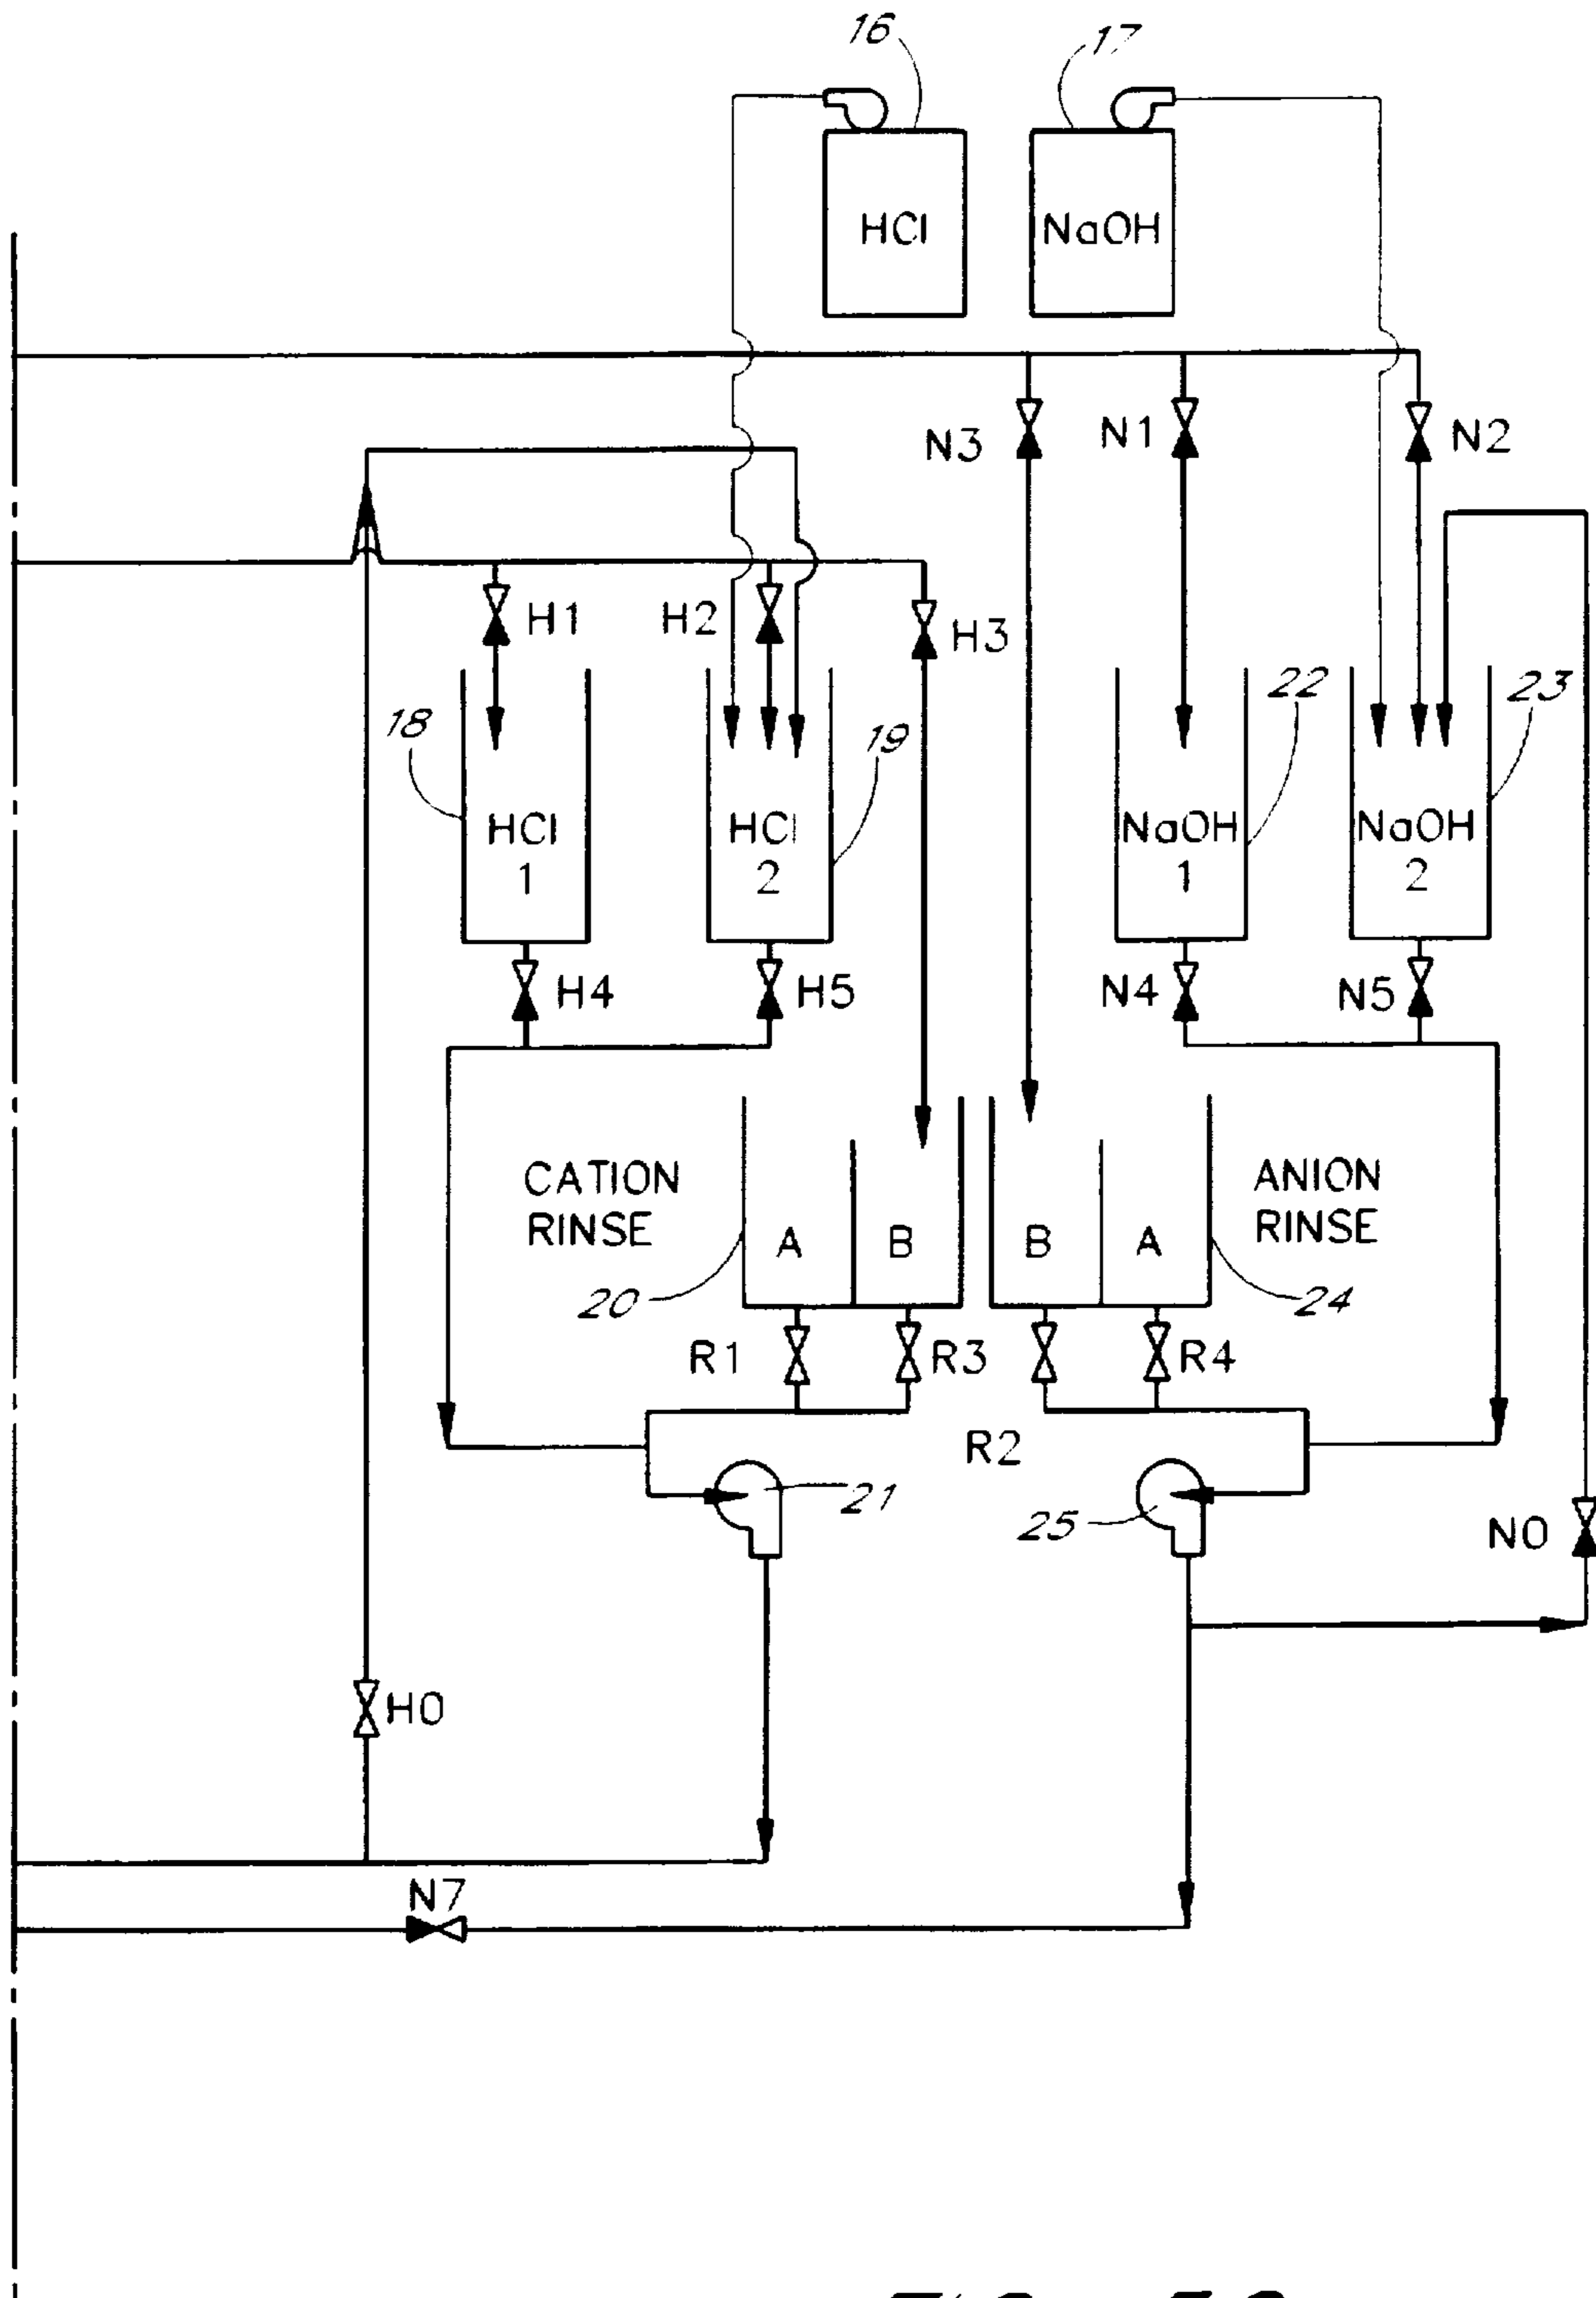 16
17
HCl
NaOH
N3
N1
N2
H1
H2
H3
18
19
22
23
HCl
1
HCl
2
NaOH
1
NaOH
2
H4
H5
N4
N5
CATION
RINSE
ANION
RINSE
A
B
B
A
20
24
R1
R3
R4
R2
21
25
N0
H0
N7